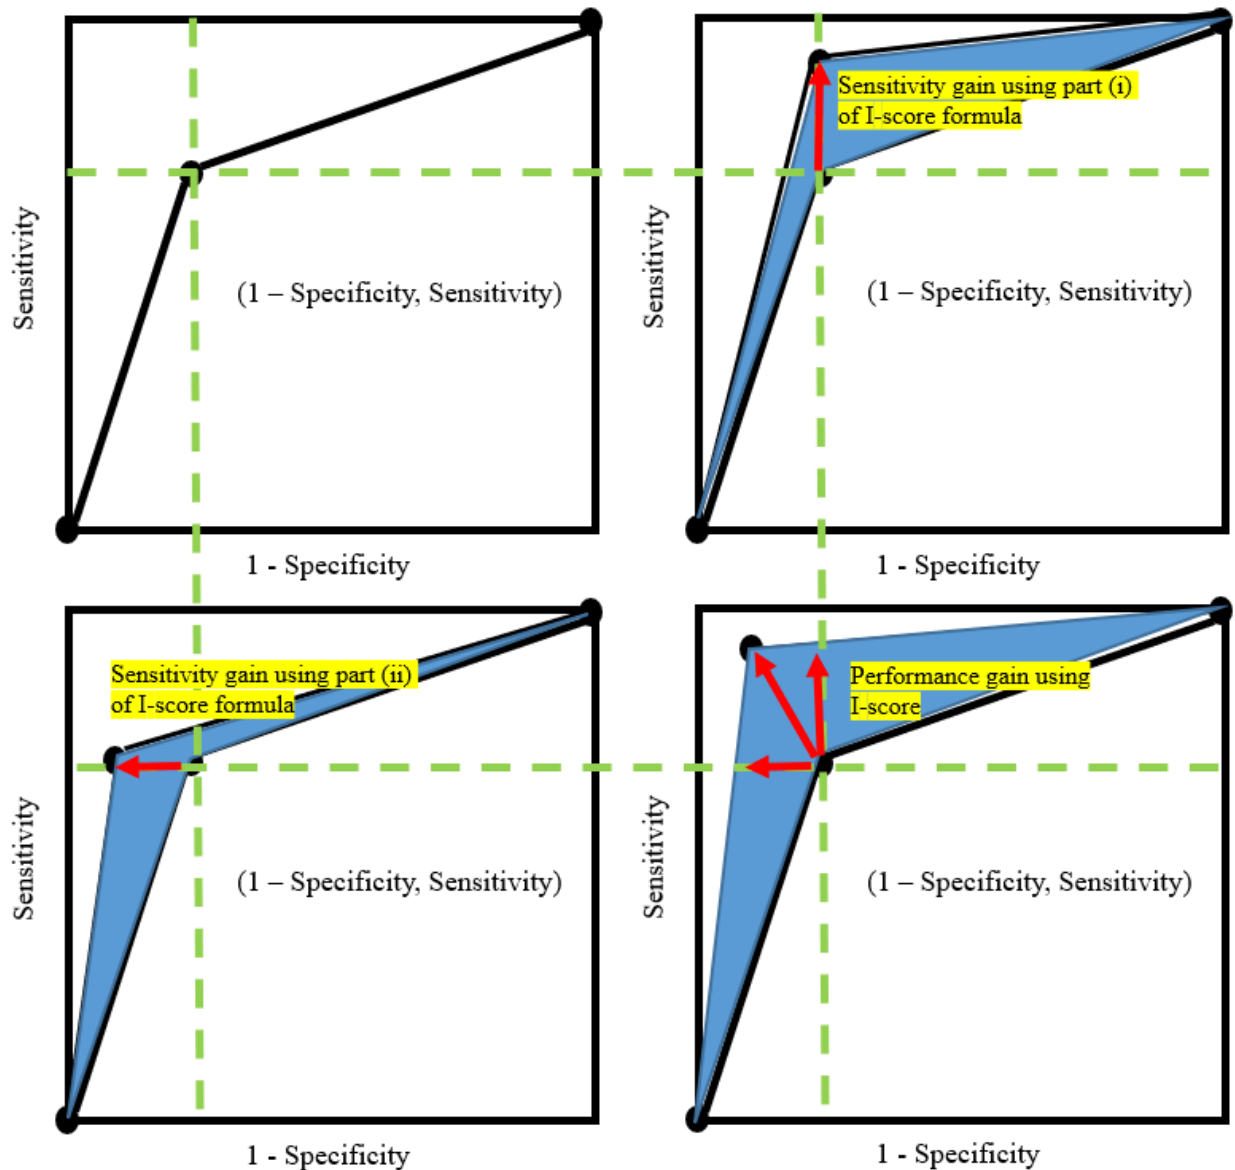 Sensitivity
(1 – Specificity, Sensitivity)
1 - Specificity
Sensitivity gain using part (i)
of I-score formula
Sensitivity
(1 – Specificity, Sensitivity)
1 - Specificity
Sensitivity gain using part (ii)
of I-score formula
Sensitivity
(1 – Specificity, Sensitivity)
1 - Specificity
Performance gain using
I-score
Sensitivity
(1 – Specificity, Sensitivity)
1 - Specificity